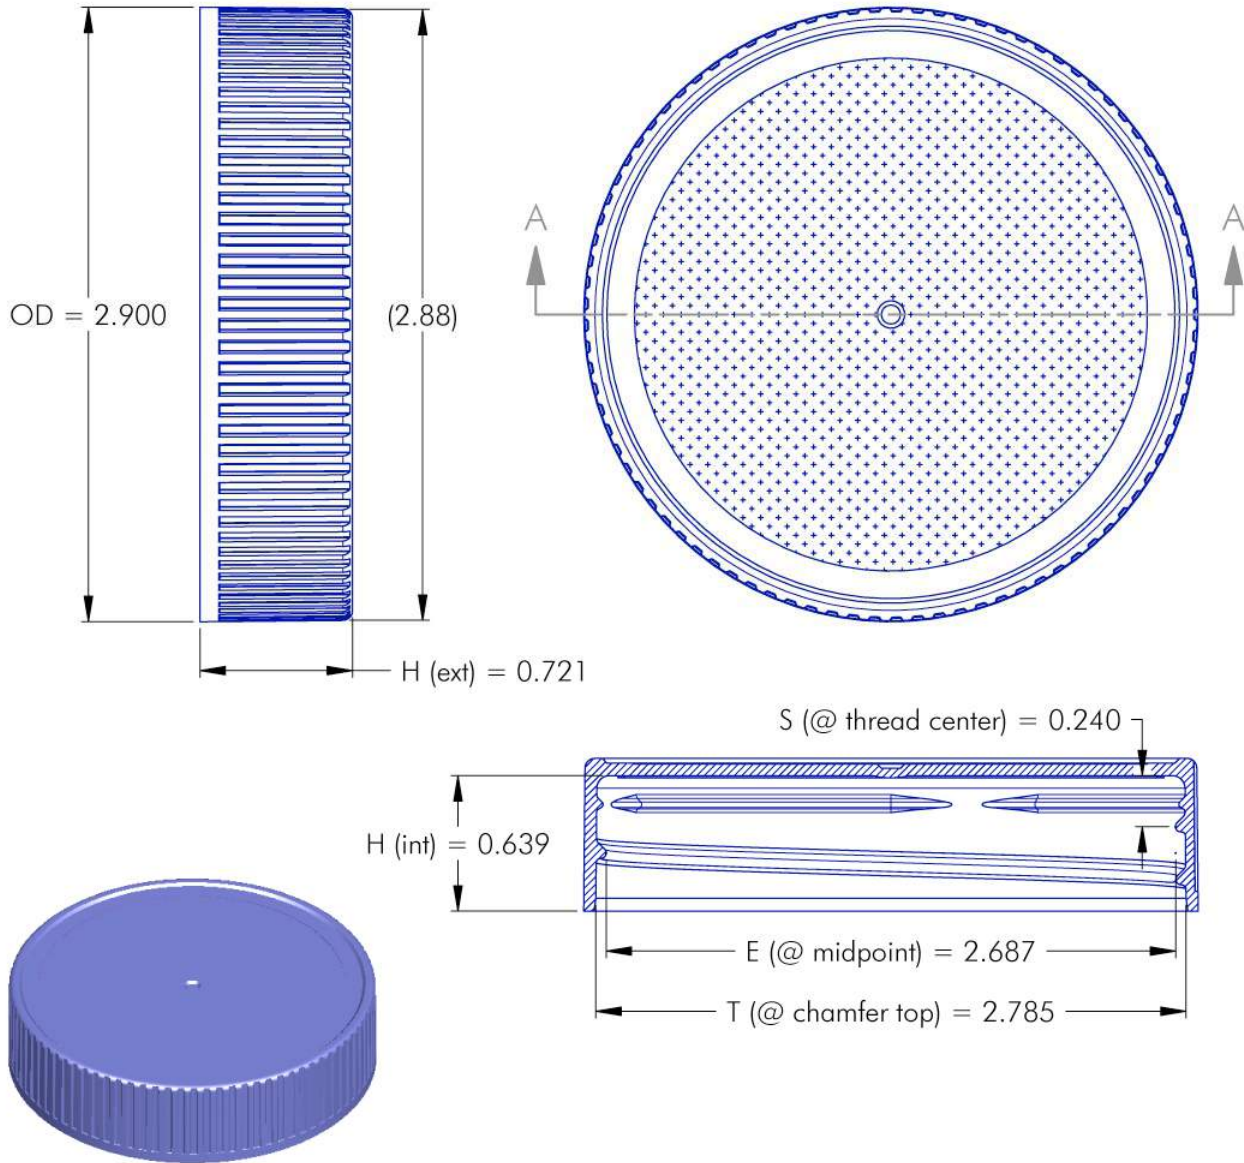 A
A
OD = 2.900
(2.88)
H (ext) = 0.721
S (@ thread center) = 0.240
H (int) = 0.639
E (@ midpoint) = 2.687
T (@ chamfer top) = 2.785